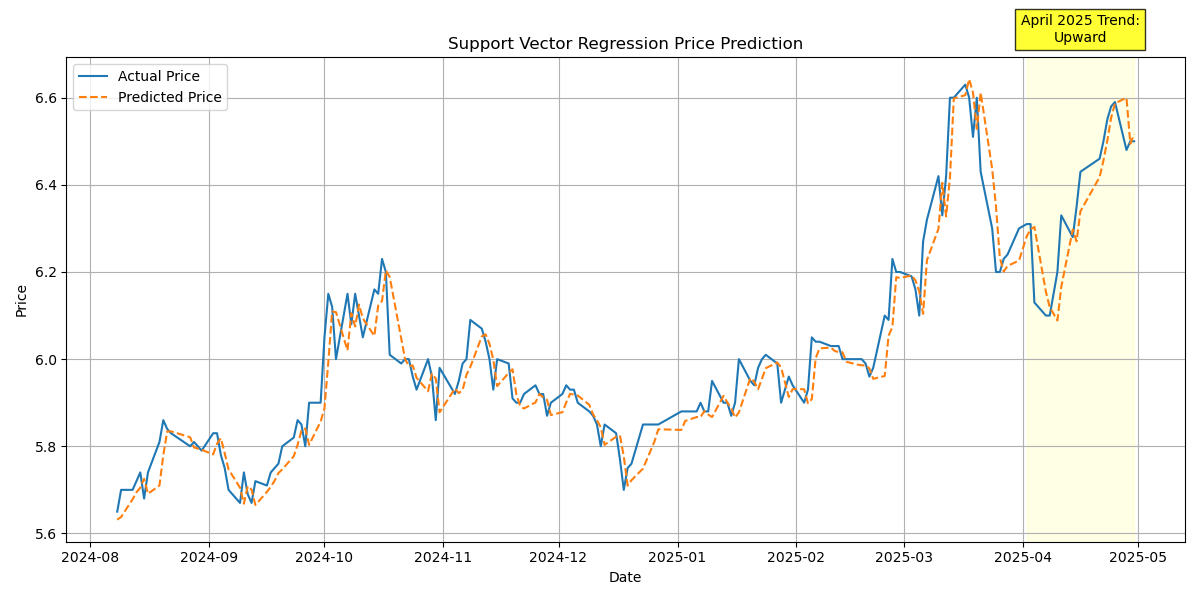 April 2025 Trend:
Upward
Support Vector Regression Price Prediction
Actual Price
Predicted Price
Price
6.6
6.4
6.2
6.0
5.8
5.6
2024-08 2024-09 2024-10 2024-11 2024-12 2025-01 2025-02 2025-03 2025-04 2025-05
Date